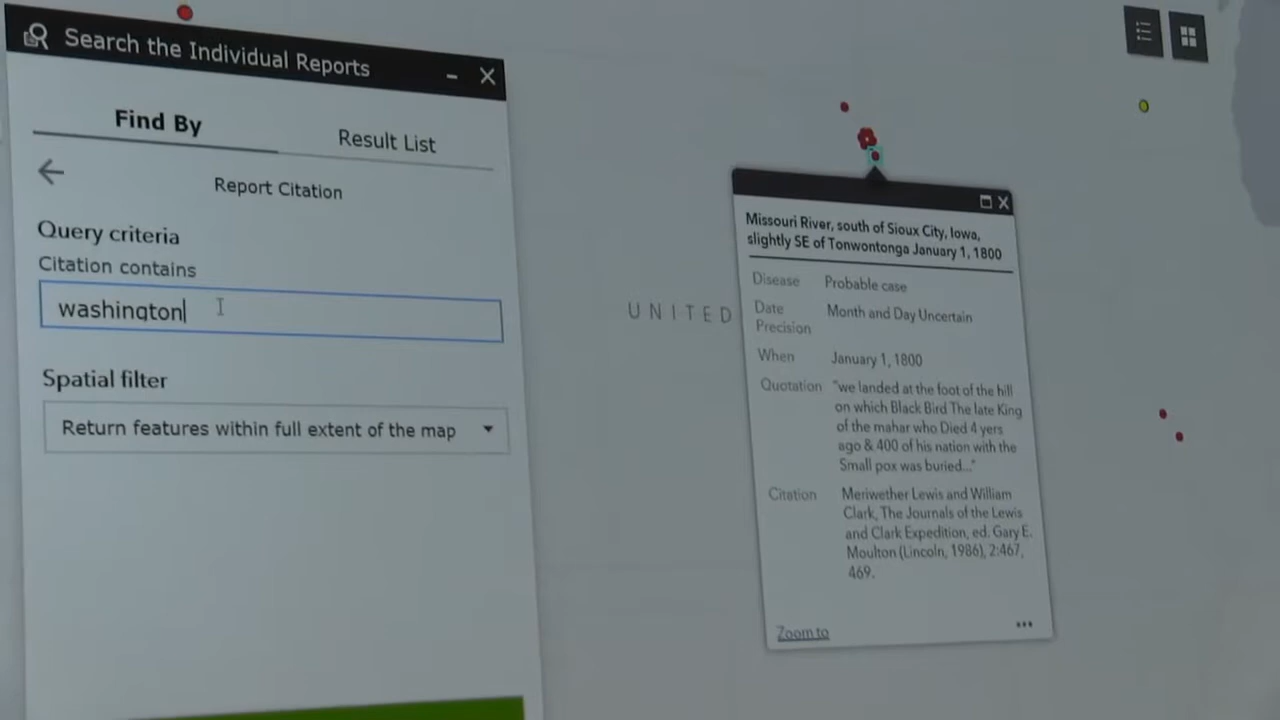 Search the Individual Reports
Find By
Result List
Report Citation
Query criteria
Citation contains
washington
Spatial filter
Return features within full extent of the map
UNITED
Missouri River, south of Sioux City, Iowa,
slightly SE of Tonwontonga January 1, 1800
Disease Probable case
Date
Precision
Month and Day Uncertain
When January 1, 1800
Quotation "we landed at the foot of the hill
on which Black Bird The late King
of the mahar who Died 4 yers
ago & 400 of his nation with the
Small pox was buried..."
Citation Meriwether Lewis and William
Clark, The Journals of the Lewis
and Clark Expedition, ed. Gary E.
Moulton (Lincoln, 1986), 2:467,
469.
Zoom to